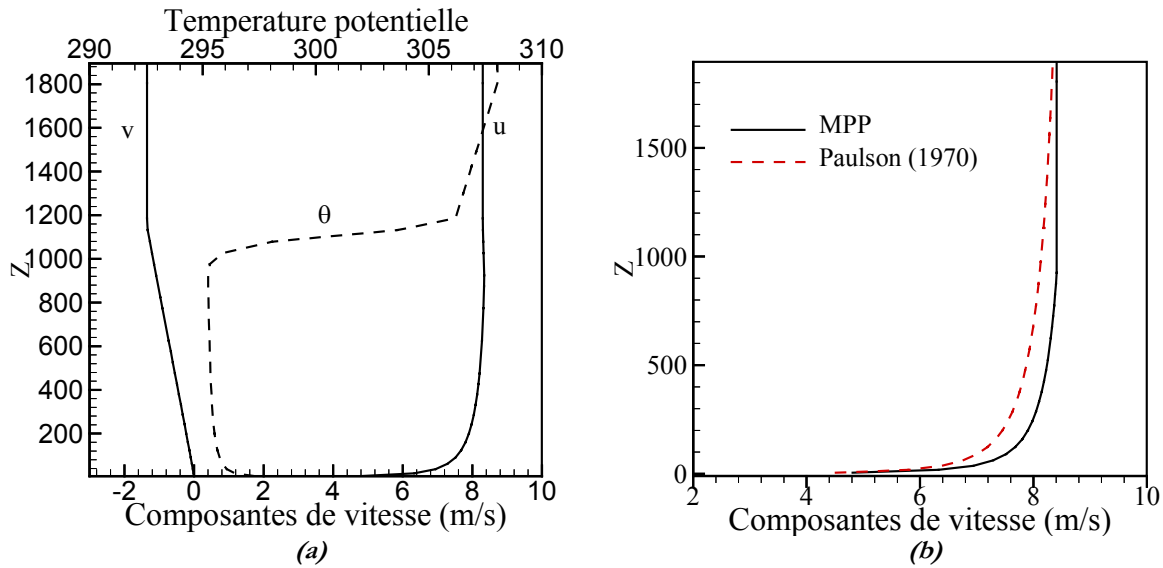 Temperature potentielle
290 295 300 305 310
1800
1600
1400
1200
1000
800
600
400
200
Z
v
u
θ
-2 0 2 4 6 8 10
Composantes de vitesse (m/s)
(a)
MPP
Paulson (1970)
1500
1000
500
0
Z
2 4 6 8 10
Composantes de vitesse (m/s)
(b)